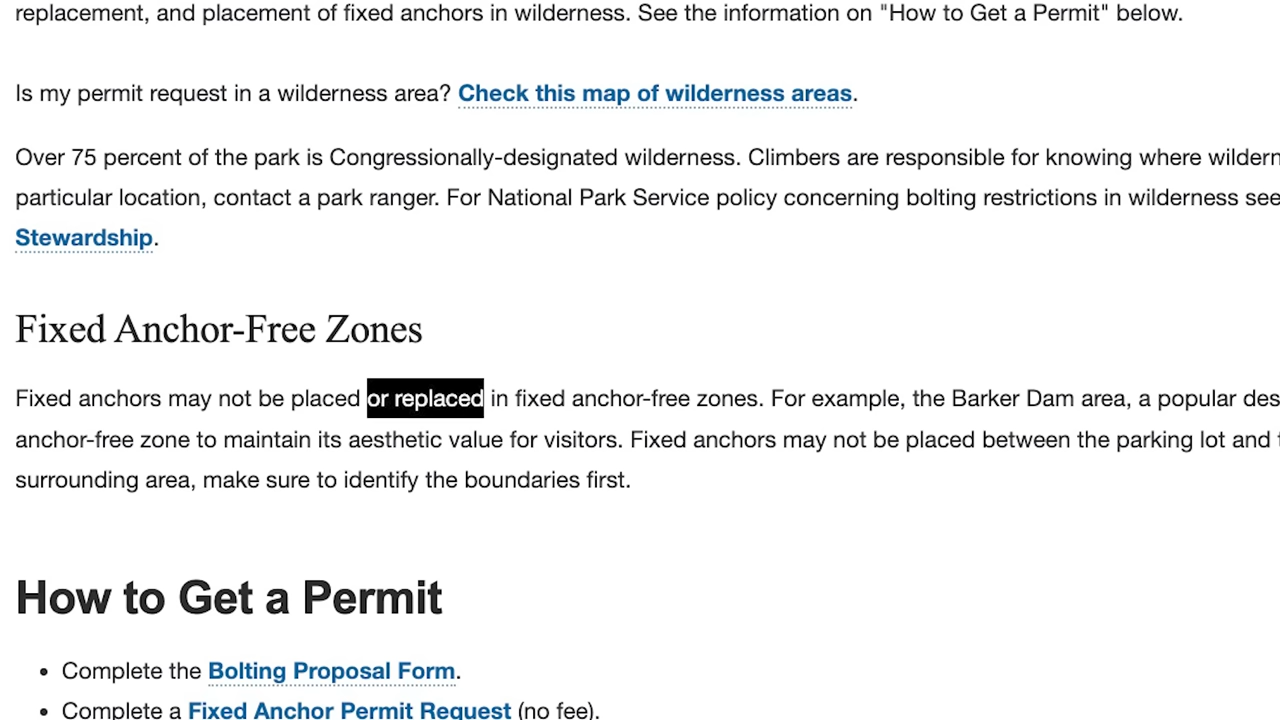 replacement, and placement of fixed anchors in wilderness. See the information on "How to Get a Permit" below.
Is my permit request in a wilderness area? Check this map of wilderness areas.
Over 75 percent of the park is Congressionally-designated wilderness. Climbers are responsible for knowing where
particular location, contact a park ranger. For National Park Service policy concerning bolting restrictions in wilderness see
Stewardship.
Fixed Anchor-Free Zones
Fixed anchors may not be placed or replaced in fixed anchor-free zones. For example, the Barker Dam area, a popular
anchor-free zone to maintain its aesthetic value for visitors. Fixed anchors may not be placed between the parking lot and
surrounding area, make sure to identify the boundaries first.
How to Get a Permit
• Complete the Bolting Proposal Form.
• Complete a Fixed Anchor Permit Request (no fee).